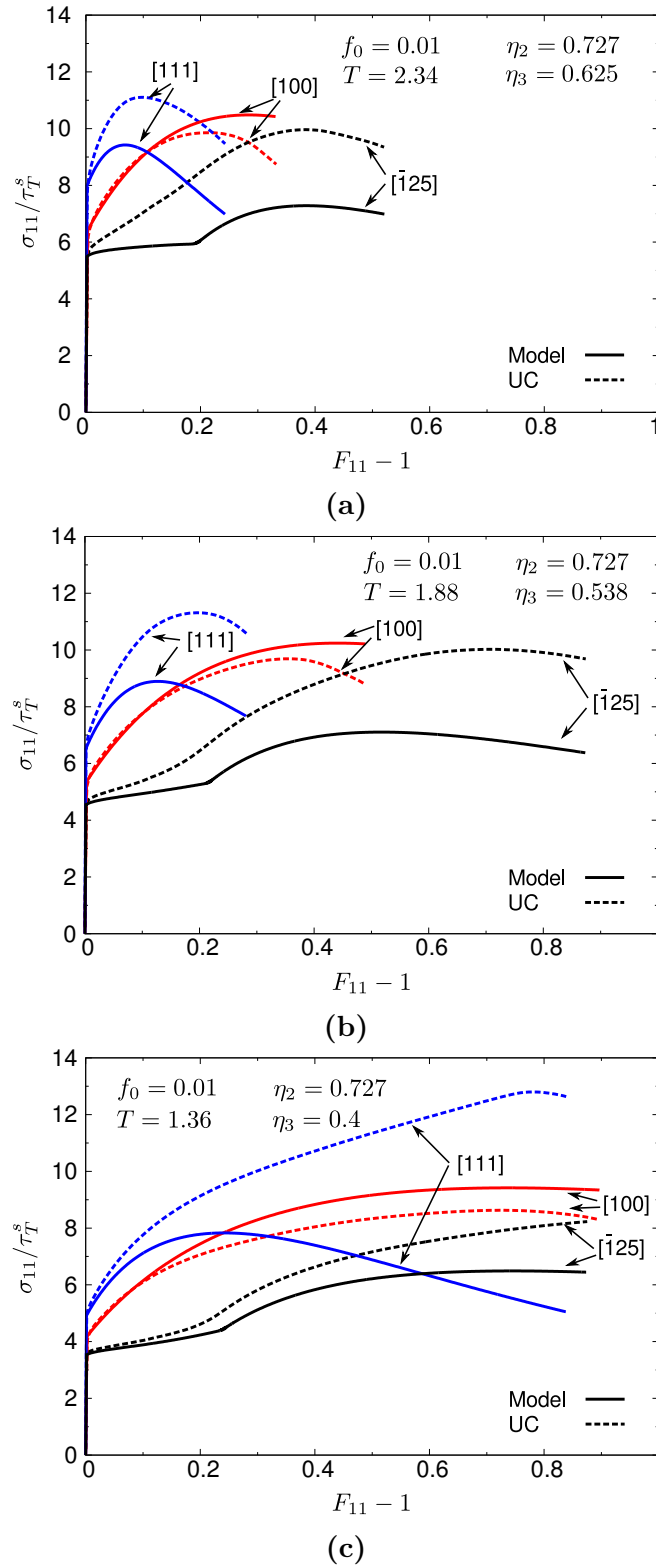 14
12
10
8
6
4
2
0
σ₁₁/τ_T^s
f₀ = 0.01 η₂ = 0.727
T = 2.34 η₃ = 0.625
[111]
[100]
[1̄25]
Model
UC
0 0.2 0.4 0.6 0.8 1
F₁₁ − 1
(a)
14
12
10
8
6
4
2
0
σ₁₁/τ_T^s
f₀ = 0.01 η₂ = 0.727
T = 1.88 η₃ = 0.538
[111]
[100]
[1̄25]
Model
UC
0 0.2 0.4 0.6 0.8
F₁₁ − 1
(b)
14
12
10
8
6
4
2
0
σ₁₁/τ_T^s
f₀ = 0.01 η₂ = 0.727
T = 1.36 η₃ = 0.4
[111]
[100]
[1̄25]
Model
UC
0 0.2 0.4 0.6 0.8
F₁₁ − 1
(c)